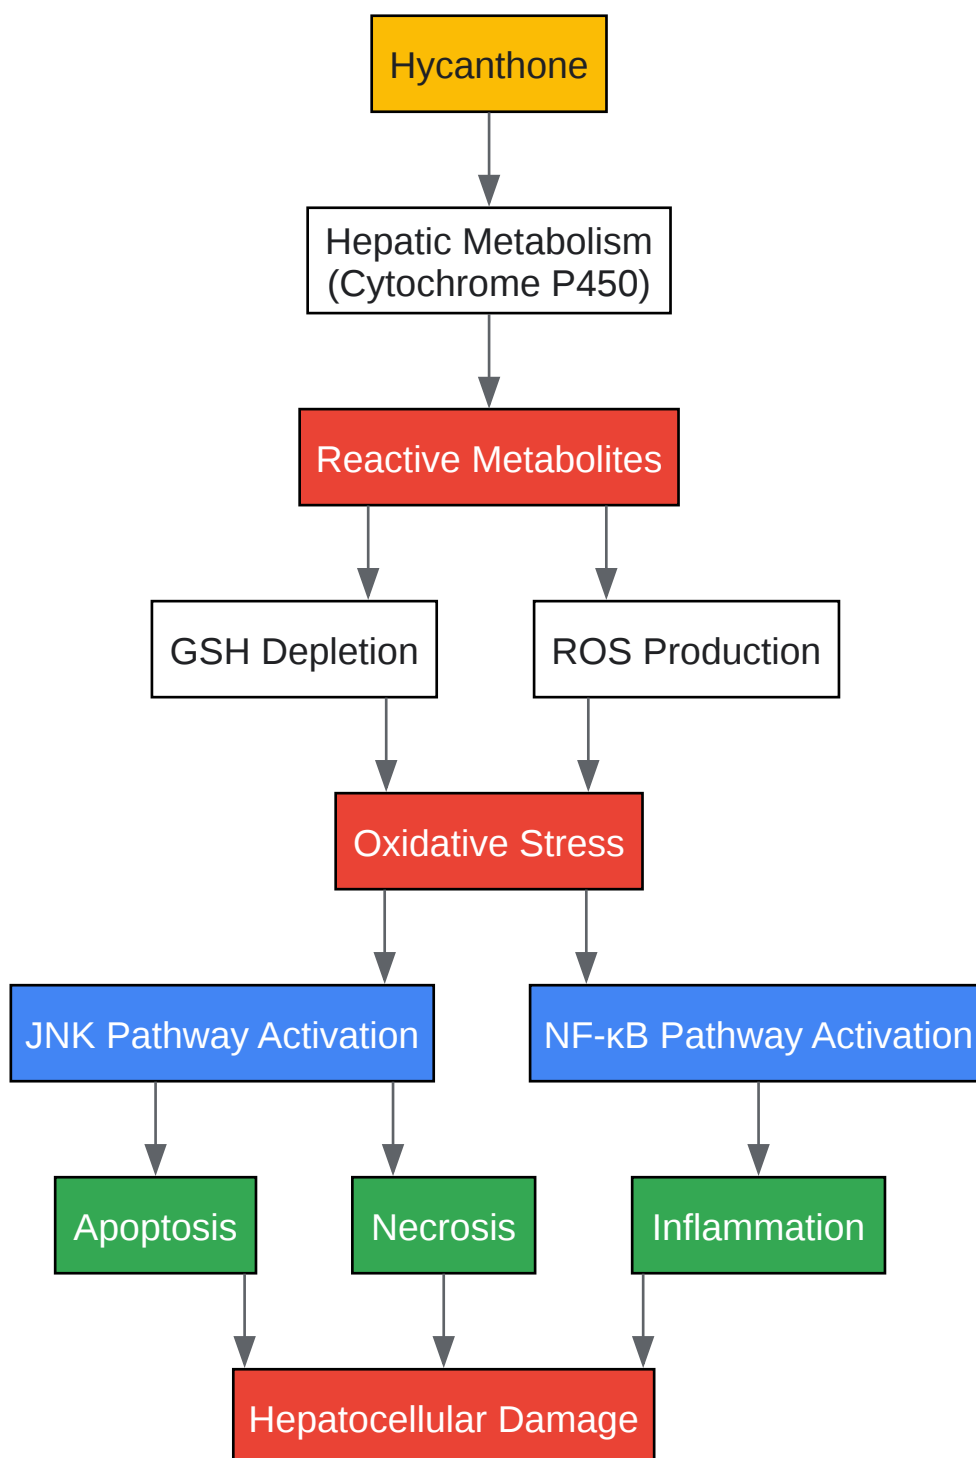 Hycanthone
Hepatic Metabolism
(Cytochrome P450)
Reactive Metabolites
GSH Depletion
ROS Production
Oxidative Stress
JNK Pathway Activation
NF-κB Pathway Activation
Apoptosis
Necrosis
Inflammation
Hepatocellular Damage